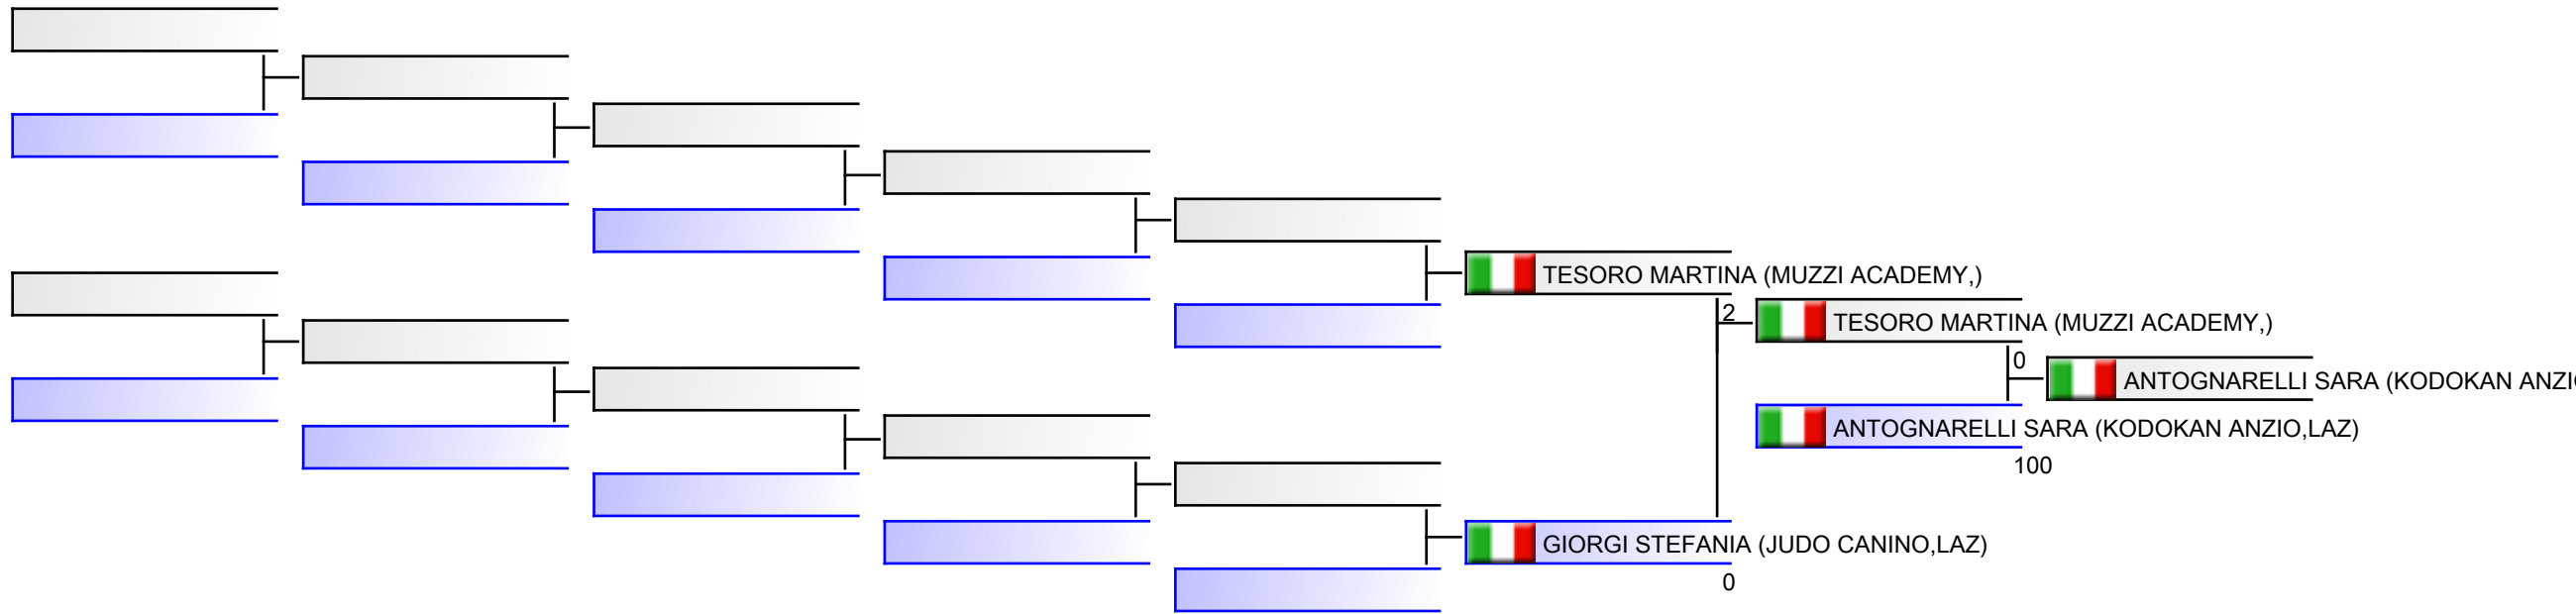 TESORO MARTINA (MUZZI ACADEMY,)
2
TESORO MARTINA (MUZZI ACADEMY,)
0
ANTOGNARELLI SARA (KODOKAN ANZI
ANTOGNARELLI SARA (KODOKAN ANZIO,LAZ)
100
GIORGI STEFANIA (JUDO CANINO,LAZ)
0